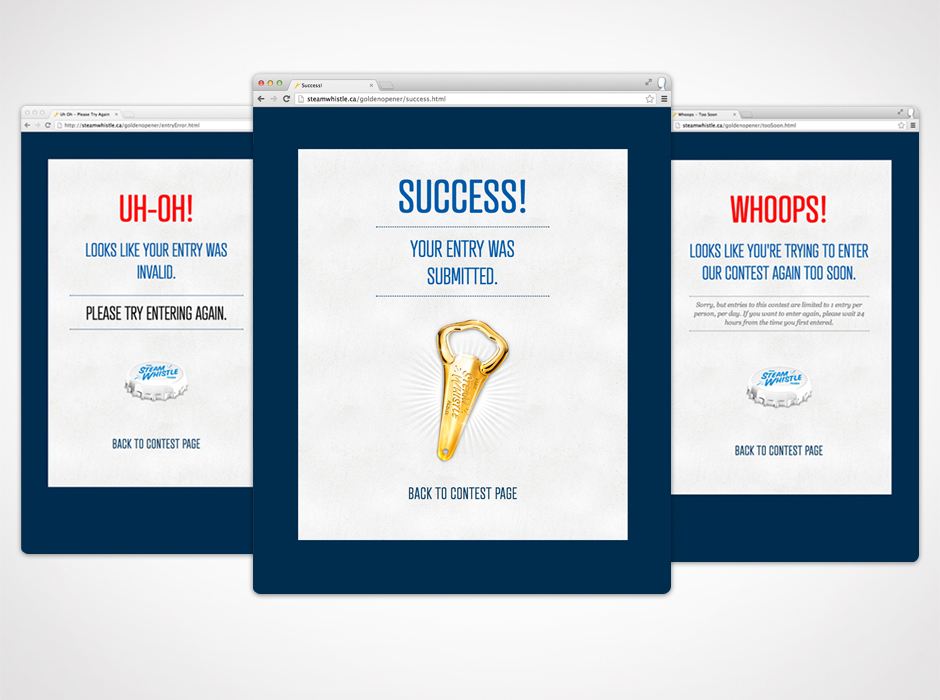 Uh Oh - Please Try Again
http://steamwhistle.ca/goldenopener/entryError.html
UH-OH!
LOOKS LIKE YOUR ENTRY WAS
INVALID.
PLEASE TRY ENTERING AGAIN.
STEAM
WHISTLE
BACK TO CONTEST PAGE
Success!
steamwhistle.ca/goldenopener/success.html
SUCCESS!
YOUR ENTRY WAS
SUBMITTED.
STEAM
WHISTLE
BACK TO CONTEST PAGE
Whoops - Too Soon
steamwhistle.ca/goldenopener/tooSoon.html
WHOOPS!
LOOKS LIKE YOU'RE TRYING TO ENTER
OUR CONTEST AGAIN TOO SOON.
Sorry, but entries to this contest are limited to 1 entry per
person, per day. If you want to enter again, please wait 24
hours from the time you first entered.
STEAM
WHISTLE
BACK TO CONTEST PAGE